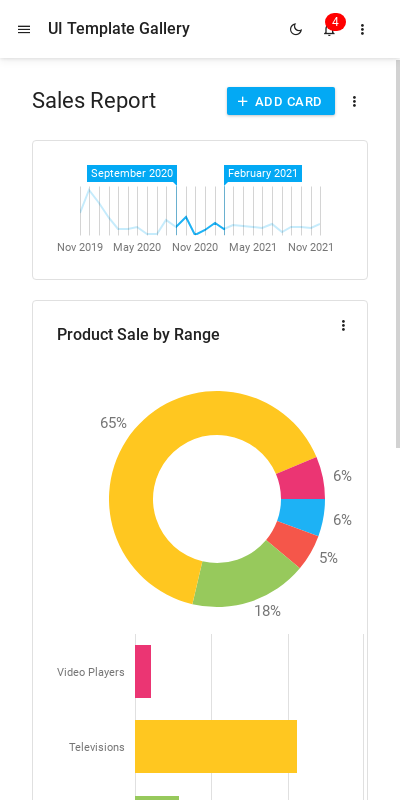 UI Template Gallery
4
Sales Report
ADD CARD
September 2020
February 2021
Nov 2019
May 2020
Nov 2020
May 2021
Nov 2021
Product Sale by Range
65%
6%
6%
5%
18%
Video Players
Televisions